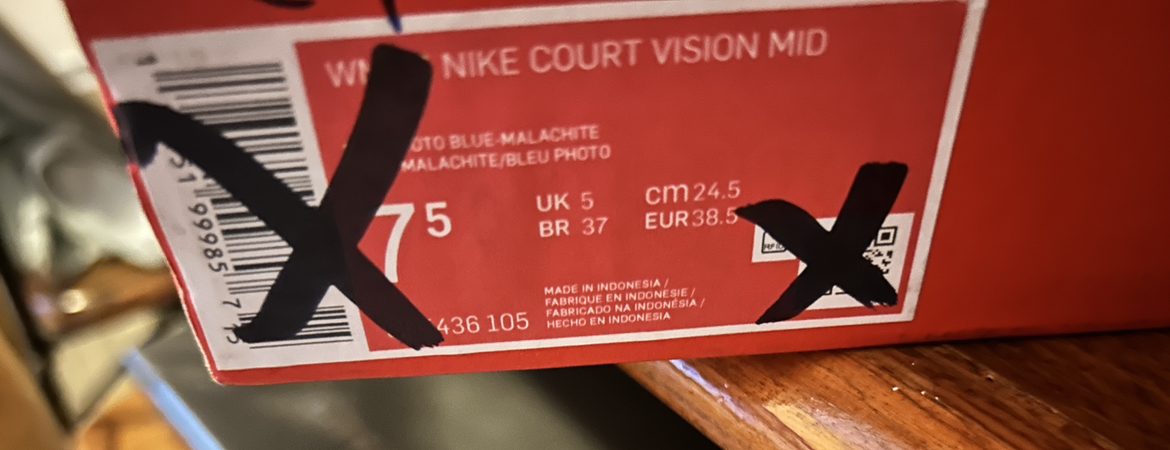 NIKE COURT VISION MID
BLUE-MALACHITE
MALACHITE/BLEU PHOTO
7 5
UK 5
BR 37
cm 24.5
EUR 38.5
436 105
MADE IN INDONESIA /
FABRIQUE EN INDONESIE /
FABRICADO NA INDONÉSIA /
HECHO EN INDONESIA